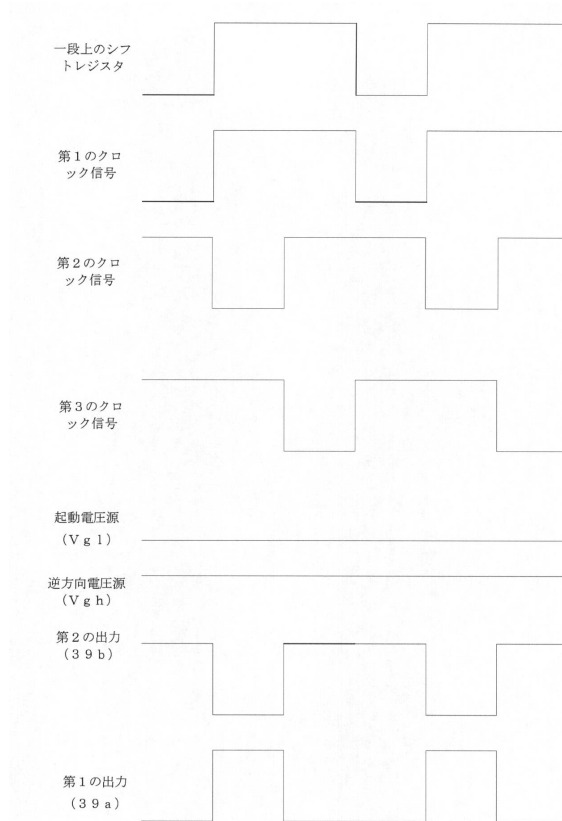 一段上のシフ
トレジスタ
第1のクロ
ック信号
第2のクロ
ック信号
第3のクロ
ック信号
起動電圧源
(Vgl)
逆方向電圧源
(Vgh)
第2の出力
(39b)
第1の出力
(39a)